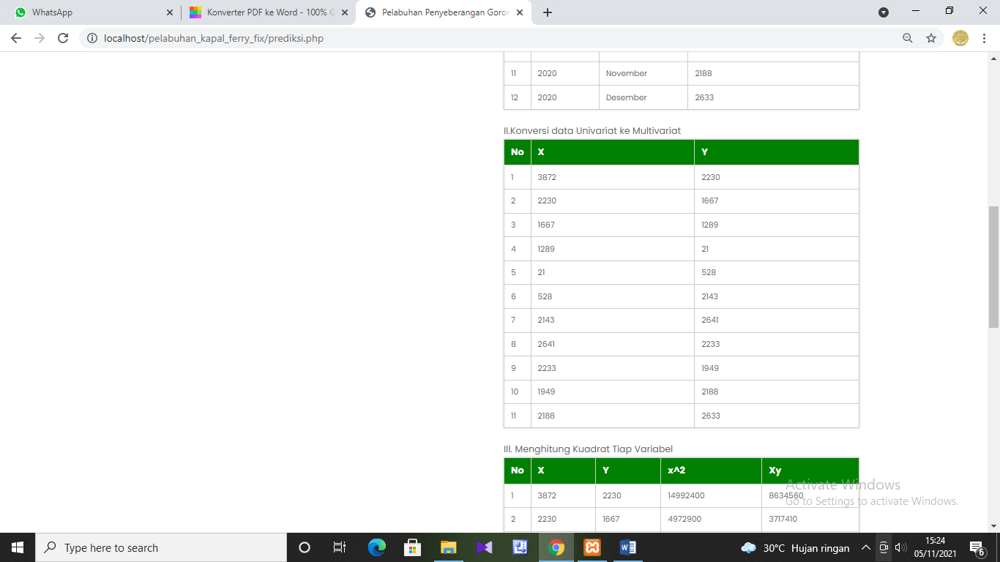 WhatsApp
Konverter PDF ke Word - 100% G
Pelabuhan Penyeberangan Goror
localhost/pelabuhan_kapal_ferry_fix/prediksi.php
11 2020 November 2188
12 2020 Desember 2633
II.Konversi data Univariat ke Multivariat
No X Y
1 3872 2230
2 2230 1667
3 1667 1289
4 1289 21
5 21 528
6 528 2143
7 2143 2641
8 2641 2233
9 2233 1949
10 1949 2188
11 2188 2633
III. Menghitung Kuadrat Tiap Variabel
No X Y x^2 Xy
1 3872 2230 14992400 8634560
2 2230 1667 4972900 3717410
Activate Windows
Go to Settings to activate Windows.
Type here to search
30°C Hujan ringan
15:24
05/11/2021
6